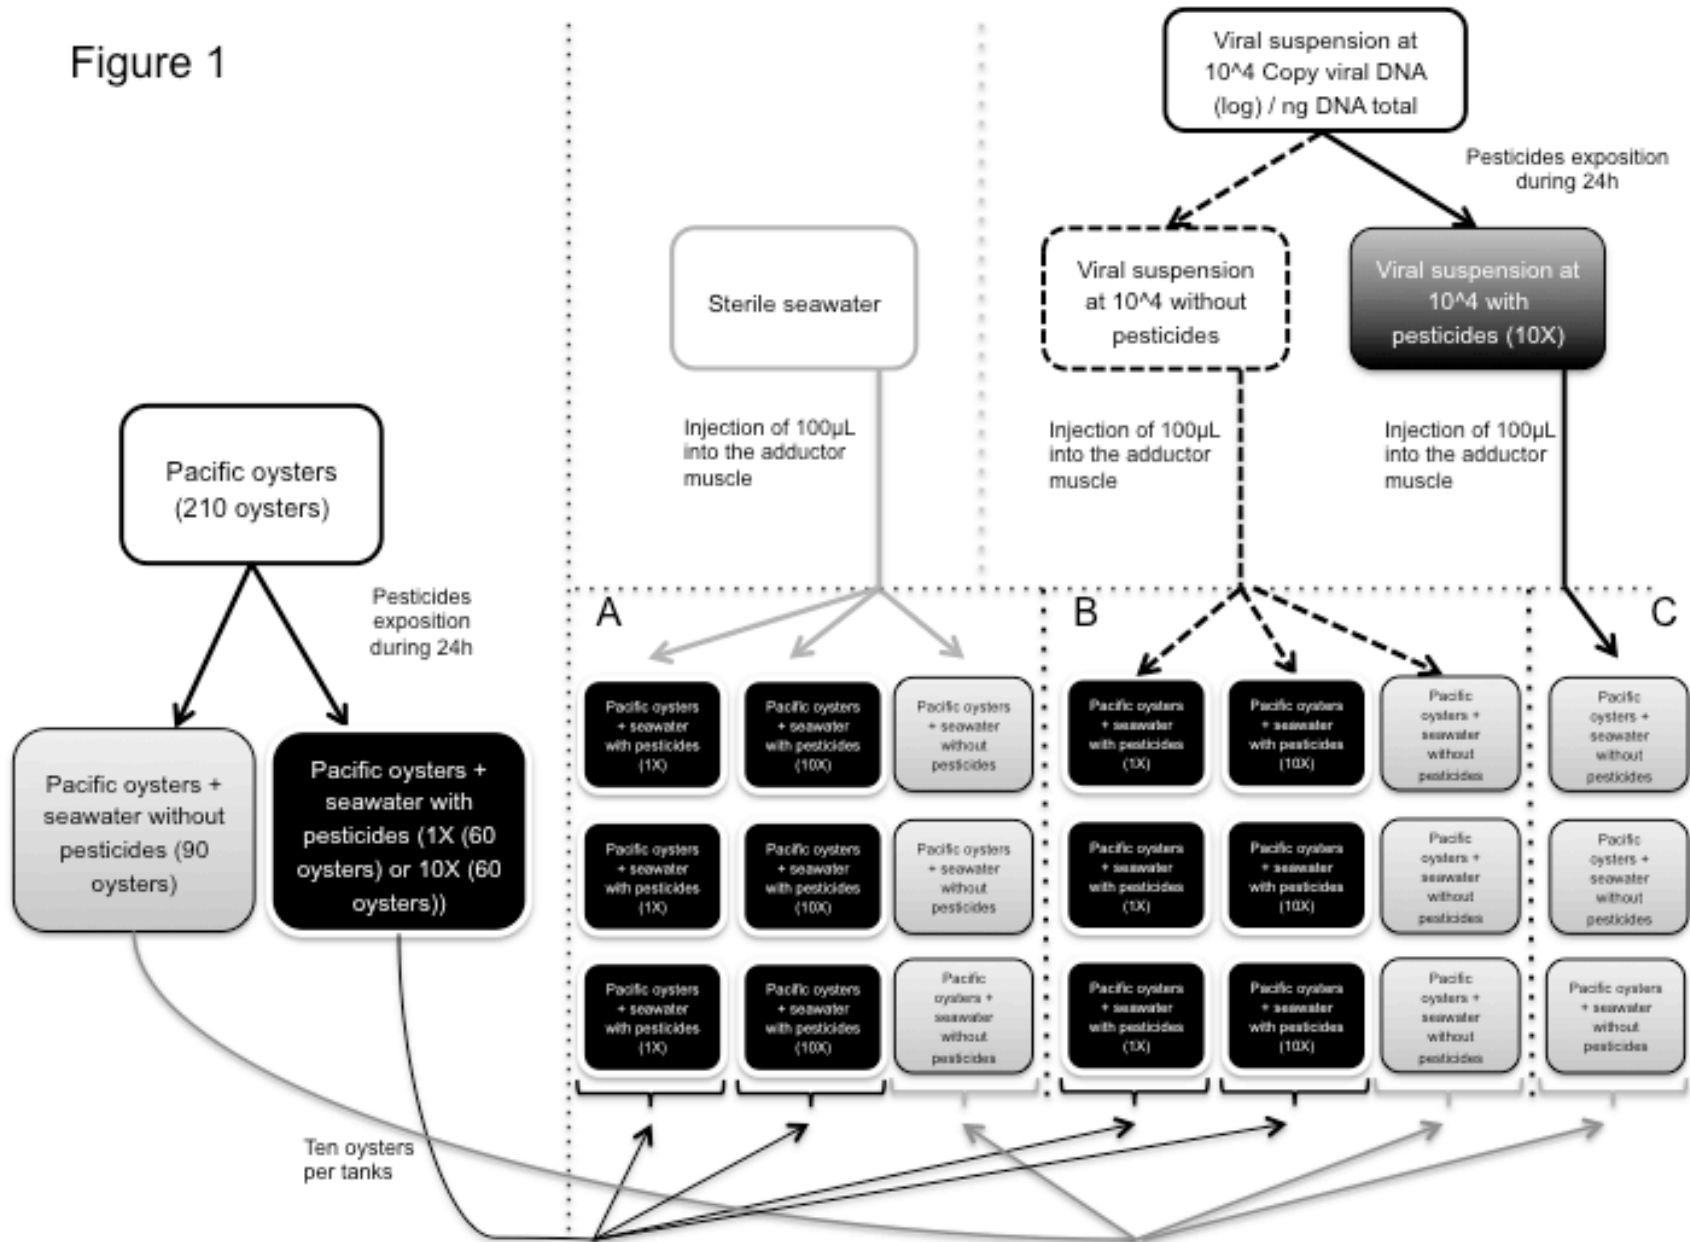 Figure 1
Viral suspension at
10^4 Copy viral DNA
(log) / ng DNA total
Pesticides exposition
during 24h
Sterile seawater
Viral suspension
at 10^4 without
pesticides
Viral suspension at
10^4 with
pesticides (10X)
Injection of 100µL
into the adductor
muscle
Injection of 100µL
into the adductor
muscle
Injection of 100µL
into the adductor
muscle
Pacific oysters
(210 oysters)
Pesticides
exposition
during 24h
Pacific oysters +
seawater without
pesticides (90
oysters)
Pacific oysters +
seawater with
pesticides (1X (60
oysters) or 10X (60
oysters))
Ten oysters
per tanks
A
B
C
Pacific oysters
+ seawater
with pesticides
(1X)
Pacific oysters
+ seawater
with pesticides
(10X)
Pacific oysters
+ seawater
without
pesticides
Pacific oysters
+ seawater
with pesticides
(1X)
Pacific oysters
+ seawater
with pesticides
(10X)
Pacific
oysters +
seawater
without
pesticides
Pacific
oysters +
seawater
without
pesticides
Pacific oysters
+ seawater
with pesticides
(1X)
Pacific oysters
+ seawater
with pesticides
(10X)
Pacific oysters
+ seawater
without
pesticides
Pacific oysters
+ seawater
with pesticides
(1X)
Pacific oysters
+ seawater
with pesticides
(10X)
Pacific
oysters +
seawater
without
pesticides
Pacific
oysters +
seawater
without
pesticides
Pacific oysters
+ seawater
with pesticides
(1X)
Pacific oysters
+ seawater
with pesticides
(10X)
Pacific
oysters +
seawater
without
pesticides
Pacific oysters
+ seawater
with pesticides
(1X)
Pacific oysters
+ seawater
with pesticides
(10X)
Pacific
oysters +
seawater
without
pesticides
Pacific oysters
+ seawater
without
pesticides